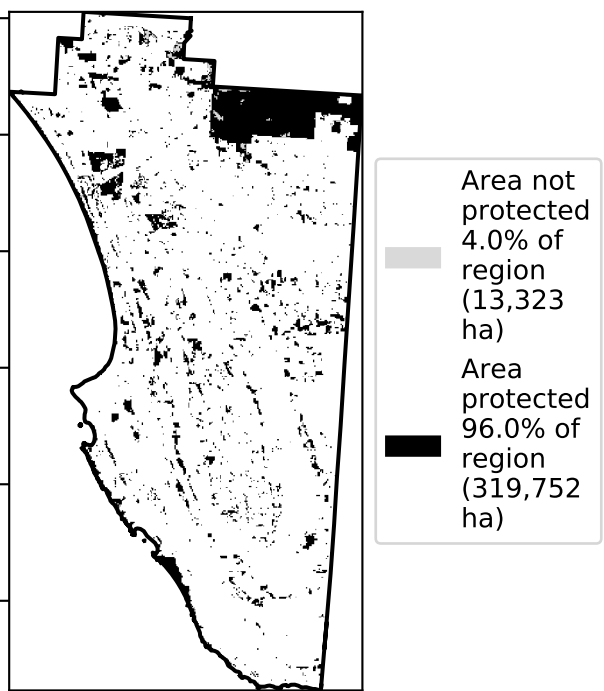 Area not
protected
4.0% of
region
(13,323
ha)
Area
protected
96.0% of
region
(319,752
ha)